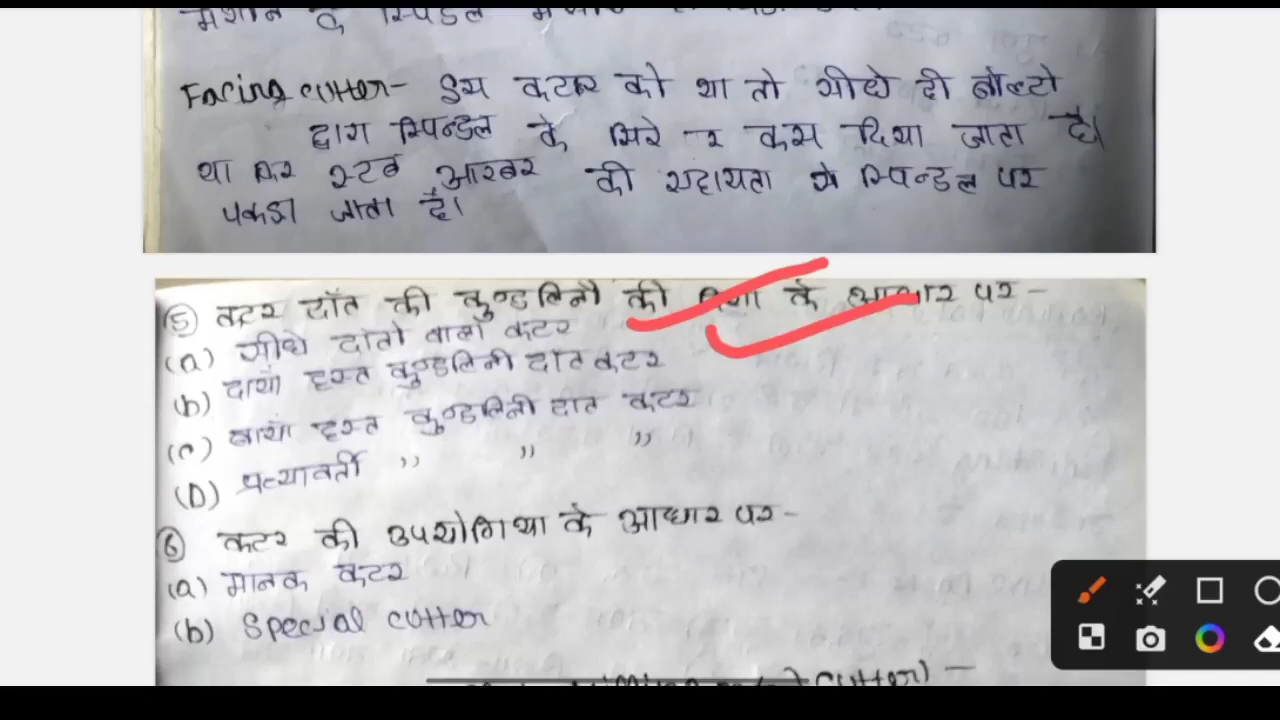 Facing cutter- इस कटर को या तो सीधे ही बोल्टो
द्वारा स्पिन्डल के सिरे पर कस दिया जाता है।
या फिर स्टब आरबर की सहायता से स्पिन्डल पर
पकडा जाता है।
⑤ कटर दाँत की कुण्डलिनी की दिशा के आधार पर-
(a) सीधे दांतो वाला कटर
(b) दायाँ हस्त कुण्डलिनी दांत कटर
(c) बायाँ हस्त कुण्डलिनी दांत कटर
(D) प्रत्यावर्ती ,, ,, ,,
⑥ कटर की उपयोगिया के आधार पर-
(a) मानक कटर
(b) special cutter
cutter) -